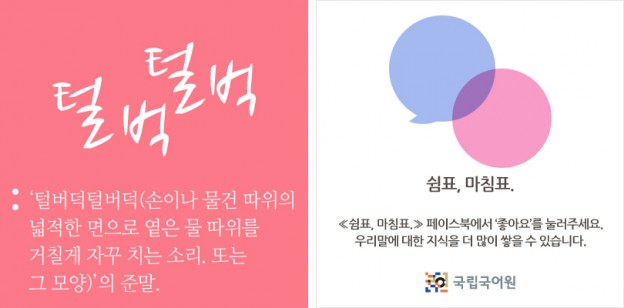 털벅털벅
: ‘털버덕털버덕(손이나 물건 따위의
넓적한 면으로 옅은 물 따위를
거칠게 자꾸 치는 소리. 또는
그 모양)’의 준말.
쉼표, 마침표.
≪쉼표, 마침표.≫ 페이스북에서 ‘좋아요’를 눌러주세요.
우리말에 대한 지식을 더 많이 쌓을 수 있습니다.
국립국어원